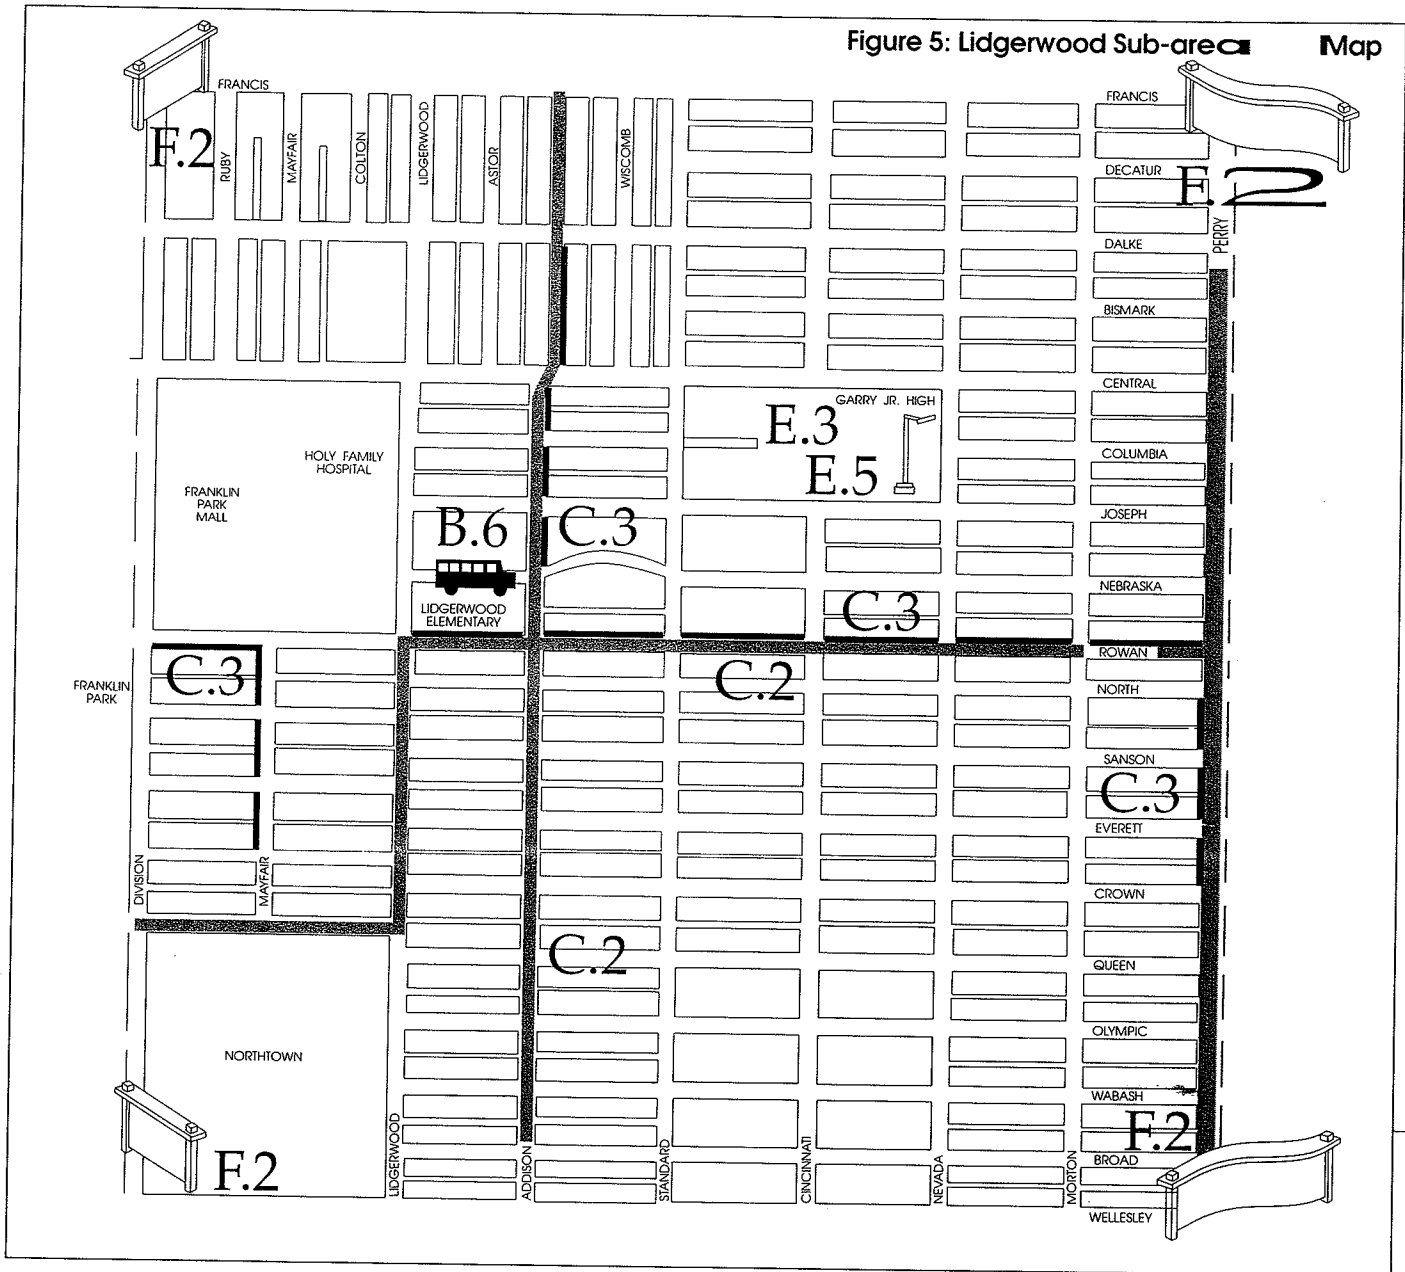 Figure 5: Lidgerwood Sub-area Map
FRANCIS
FRANCIS
F.2
RUBY
MAYFAIR
COLTON
LIDGERWOOD
ASTOR
WISCOMB
DECATUR
F.2
PERRY
DALKE
BISMARK
CENTRAL
GARRY JR. HIGH
E.3
E.5
COLUMBIA
HOLY FAMILY
HOSPITAL
FRANKLIN
PARK
MALL
B.6
C.3
JOSEPH
NEBRASKA
LIDGERWOOD
ELEMENTARY
C.3
ROWAN
C.3
C.2
FRANKLIN
PARK
NORTH
SANSON
C.3
EVERETT
DIVISION
MAYFAIR
CROWN
C.2
QUEEN
OLYMPIC
NORTHTOWN
WABASH
F.2
F.2
LIDGERWOOD
ADDISON
STANDARD
CINCINNATI
NEVADA
MORTON
BROAD
WELLESLEY